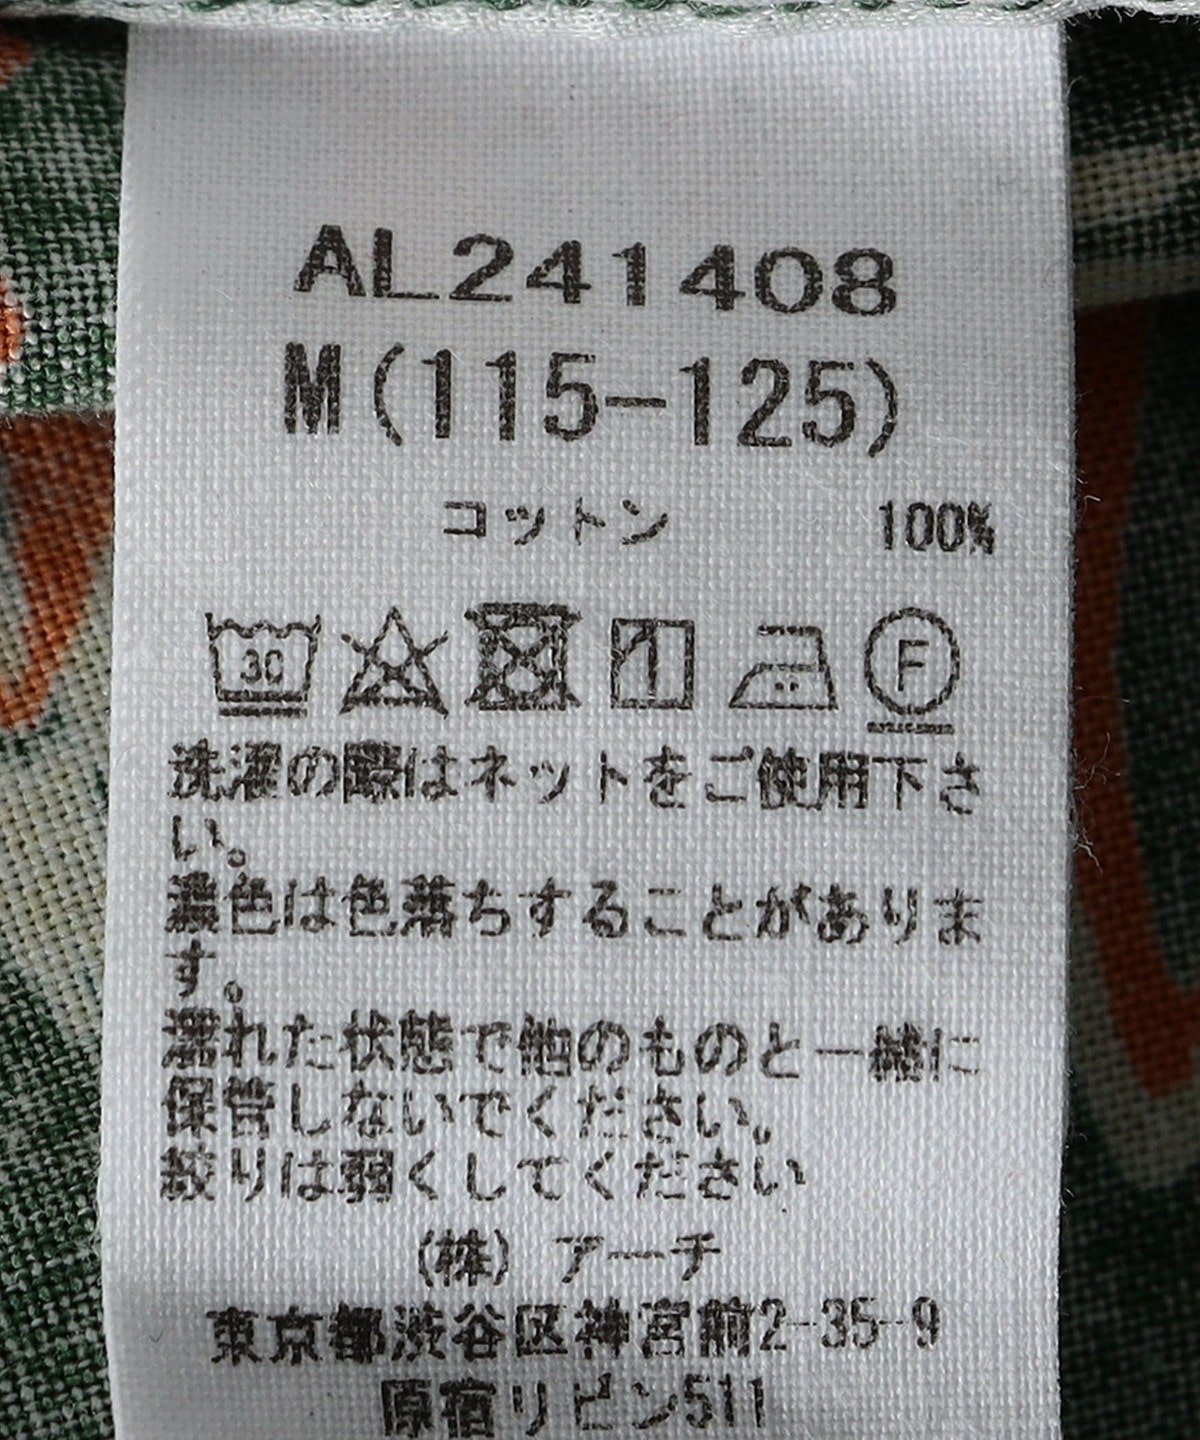 AL241408
M(115-125)
コットン 100%
30
F
洗濯の際はネットをご使用下さ
い。
濃色は色落ちすることがありま
す。
濡れた状態で他のものと一緒に
保管しないでください。
絞りは弱くしてください
(株) アーチ
東京都渋谷区神宮前2-35-9
原宿リビン511